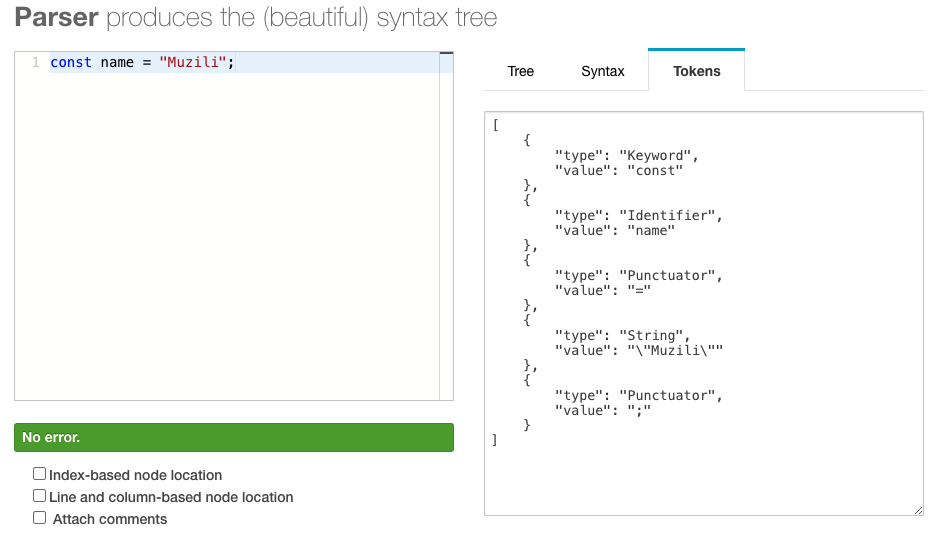 Parser produces the (beautiful) syntax tree
1 const name = "Muzili";
No error.
Index-based node location
Line and column-based node location
Attach comments
Tree Syntax Tokens
[
    {
        "type": "Keyword",
        "value": "const"
    },
    {
        "type": "Identifier",
        "value": "name"
    },
    {
        "type": "Punctuator",
        "value": "="
    },
    {
        "type": "String",
        "value": "\"Muzili\""
    },
    {
        "type": "Punctuator",
        "value": ";"
    }
]